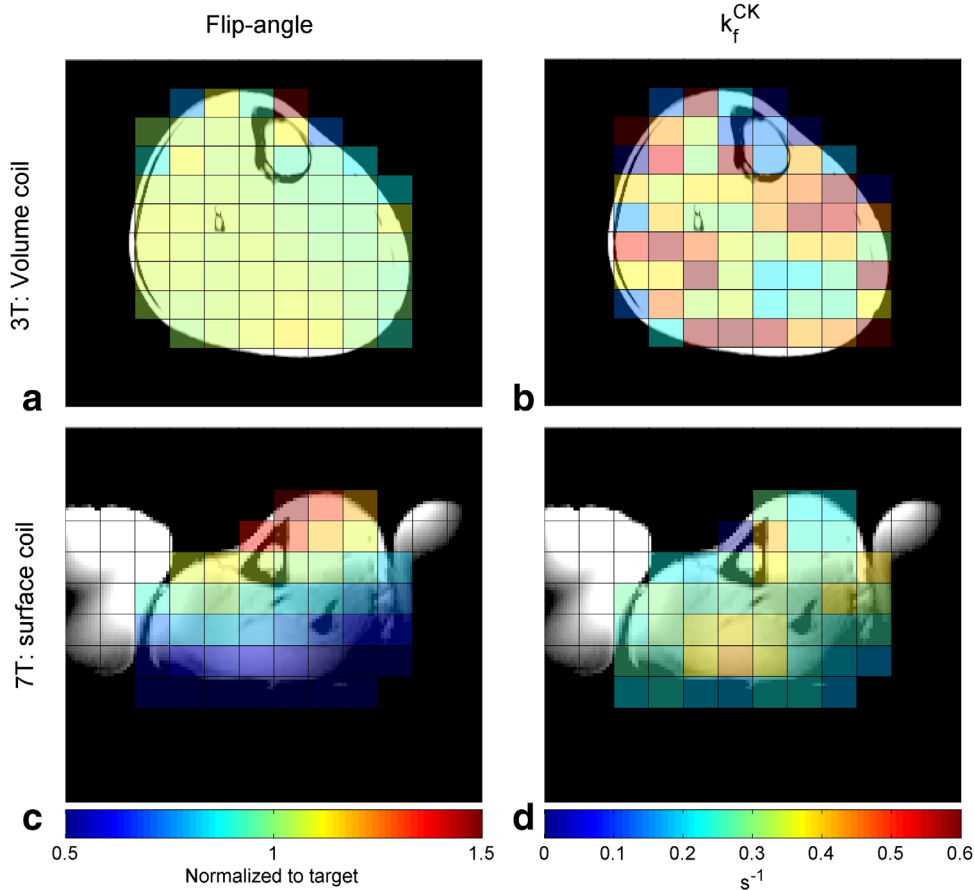 Flip-angle
k_f^CK
3T: Volume coil
a
b
7T: surface coil
c
d
0.5
1
1.5
0
0.1
0.2
0.3
0.4
0.5
0.6
Normalized to target
s⁻¹